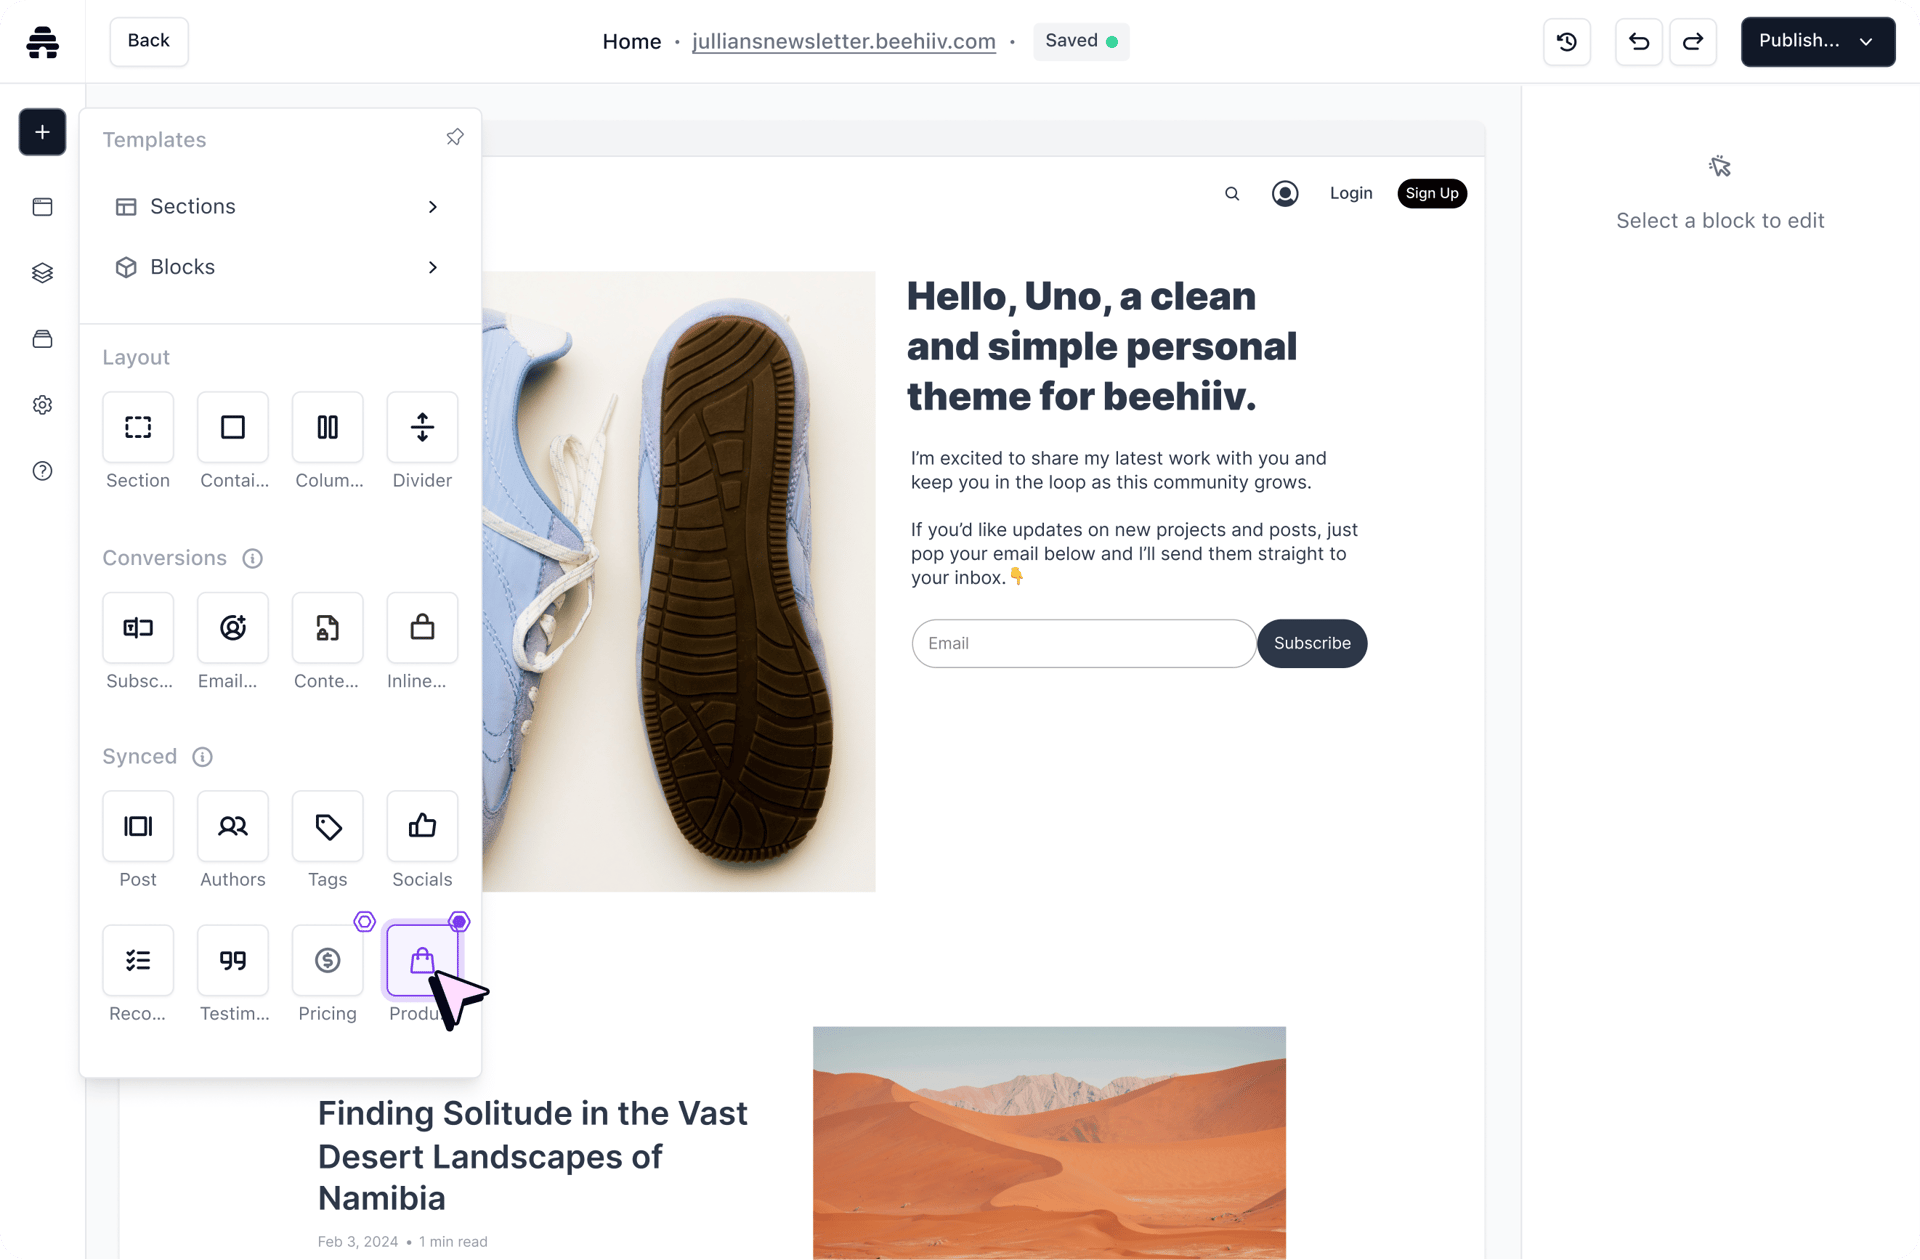 Back
Home · julliansnewsletter.beehiiv.com · Saved
Publish...
Templates
Sections
Blocks
Layout
Section
Contai...
Colum...
Divider
Conversions
Subsc...
Email...
Conte...
Inline...
Synced
Post
Authors
Tags
Socials
Reco...
Testim...
Pricing
Login
Sign Up
Hello, Uno, a clean
and simple personal
theme for beehiiv.
I’m excited to share my latest work with you and
keep you in the loop as this community grows.
If you’d like updates on new projects and posts, just
pop your email below and I’ll send them straight to
your inbox.👇
Email
Subscribe
Finding Solitude in the Vast
Desert Landscapes of
Namibia
Feb 3, 2024 • 1 min read
Select a block to edit